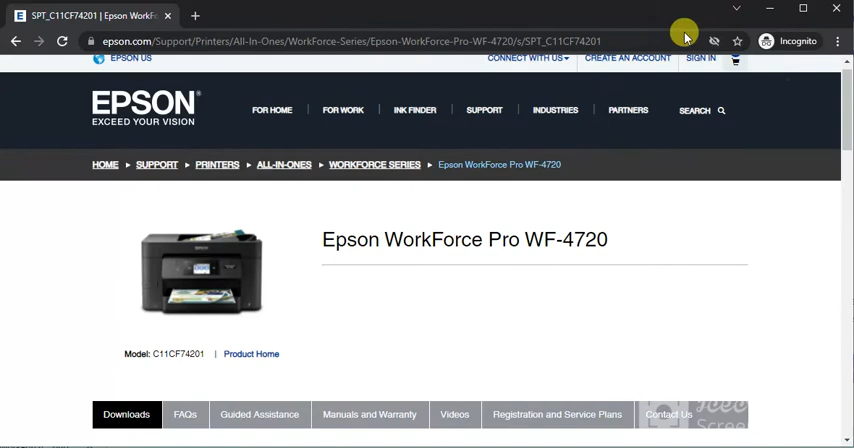 SPT_C11CF74201 | Epson WorkFo
Incognito
epson.com/Support/Printers/All-In-Ones/WorkForce-Series/Epson-WorkForce-Pro-WF-4720/s/SPT_C11CF74201
EPSON US
CONNECT WITH US
CREATE AN ACCOUNT
SIGN IN
EPSON®
EXCEED YOUR VISION
FOR HOME
FOR WORK
INK FINDER
SUPPORT
INDUSTRIES
PARTNERS
SEARCH
HOME ▸ SUPPORT ▸ PRINTERS ▸ ALL-IN-ONES ▸ WORKFORCE SERIES ▸ Epson WorkForce Pro WF-4720
Epson WorkForce Pro WF-4720
Model: C11CF74201 | Product Home
Downloads
FAQs
Guided Assistance
Manuals and Warranty
Videos
Registration and Service Plans
Contact Us